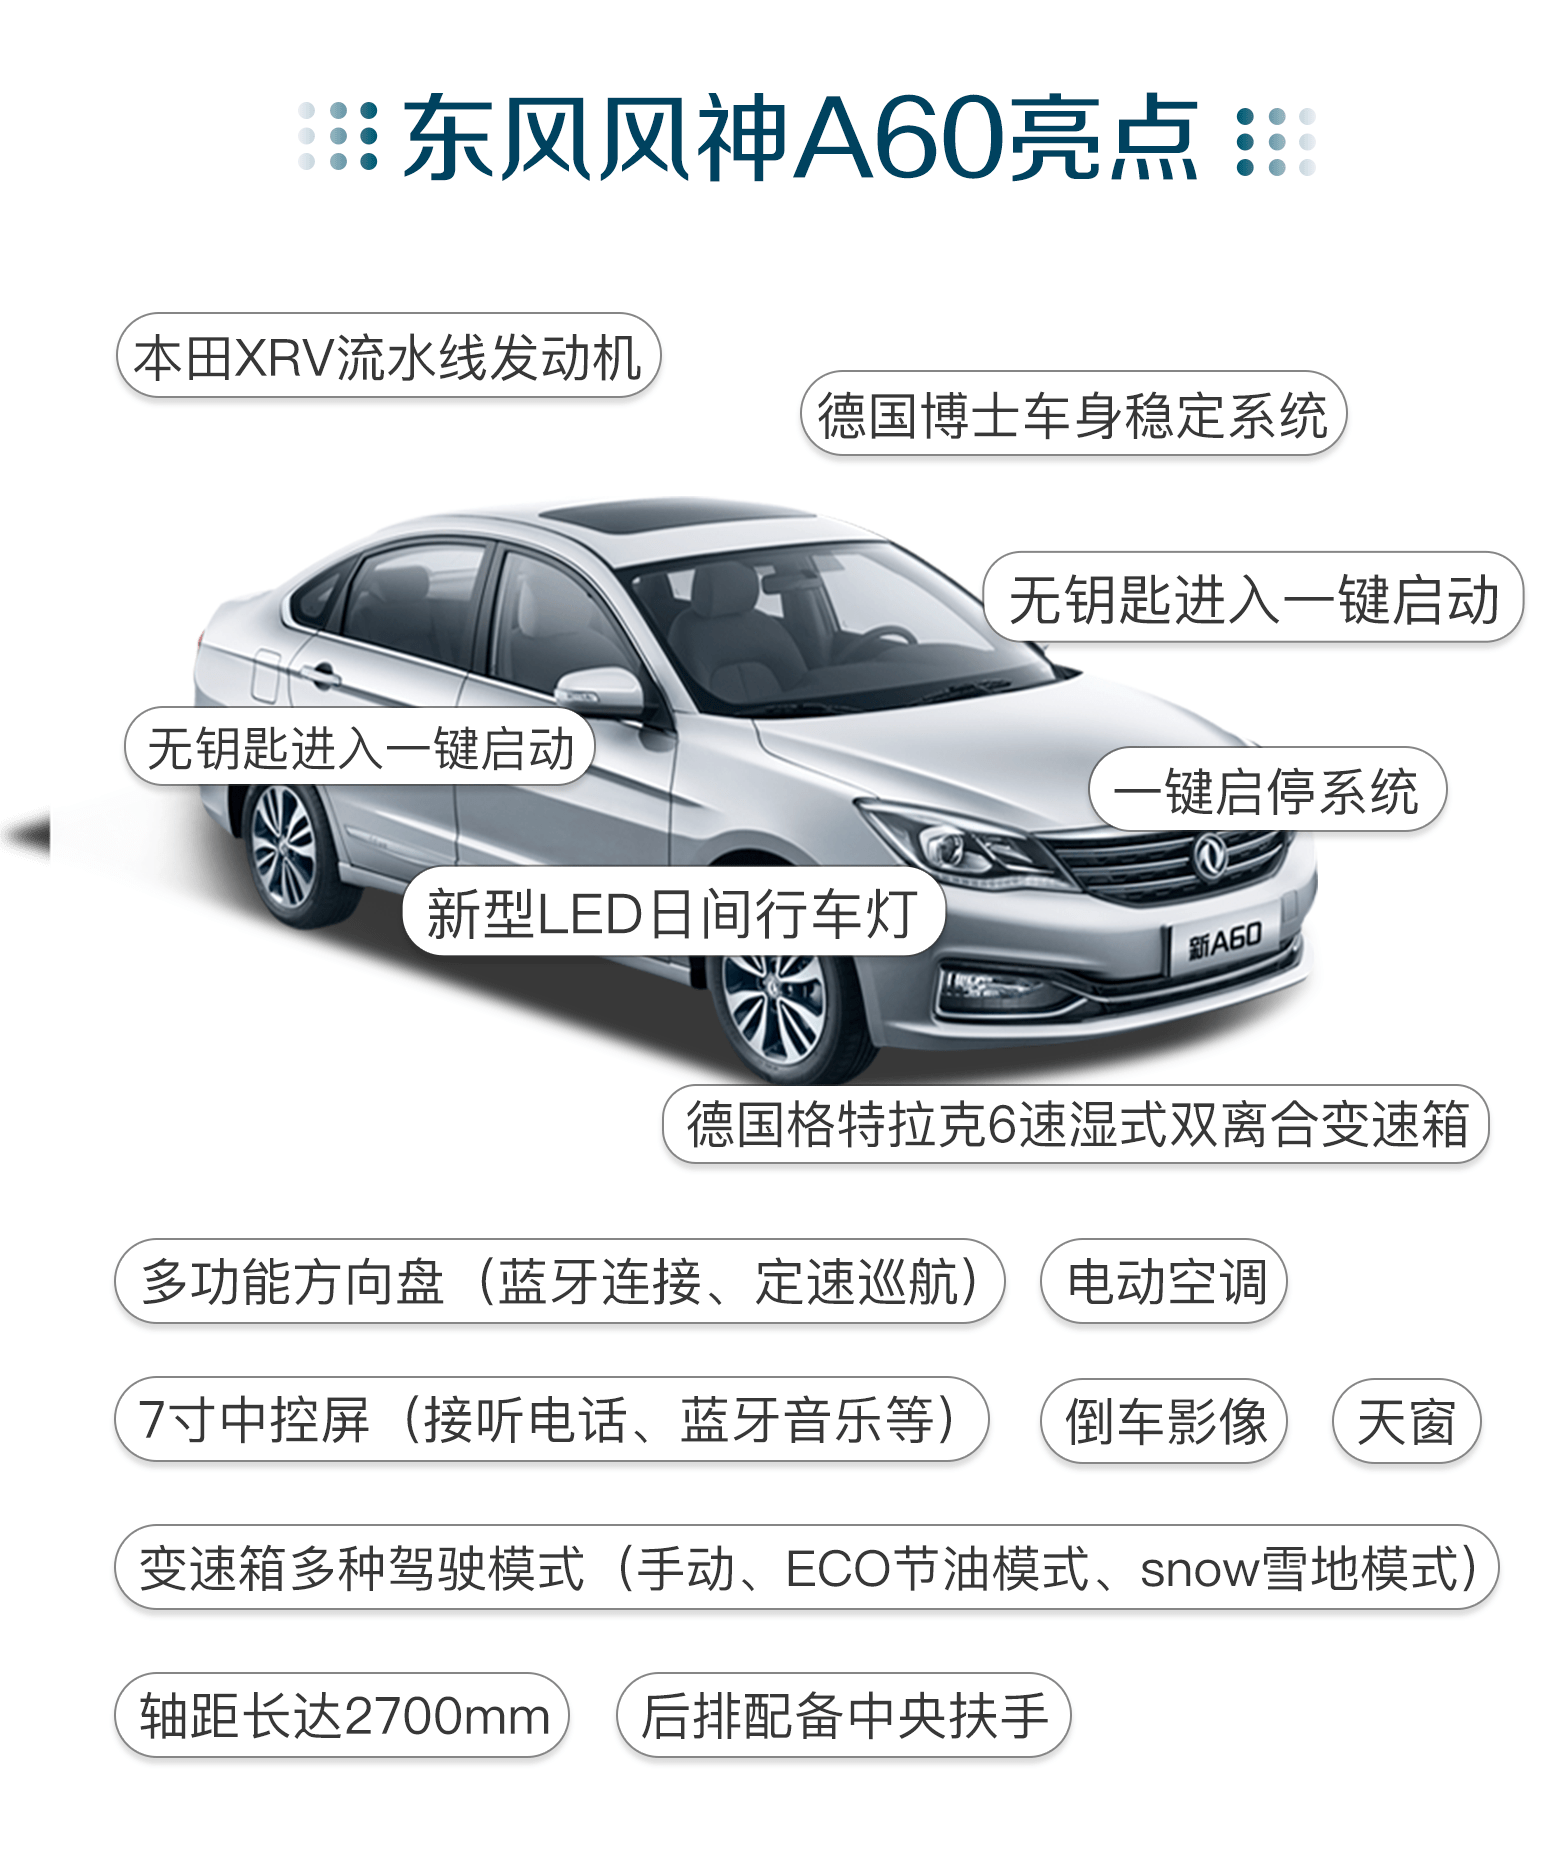 东风风神A60亮点
本田XRV流水线发动机
德国博士车身稳定系统
无钥匙进入一键启动
无钥匙进入一键启动
一键启停系统
新型LED日间行车灯
新A60
德国格特拉克6速湿式双离合变速箱
多功能方向盘（蓝牙连接、定速巡航）
电动空调
7寸中控屏（接听电话、蓝牙音乐等）
倒车影像
天窗
变速箱多种驾驶模式（手动、ECO节油模式、snow雪地模式）
轴距长达2700mm
后排配备中央扶手